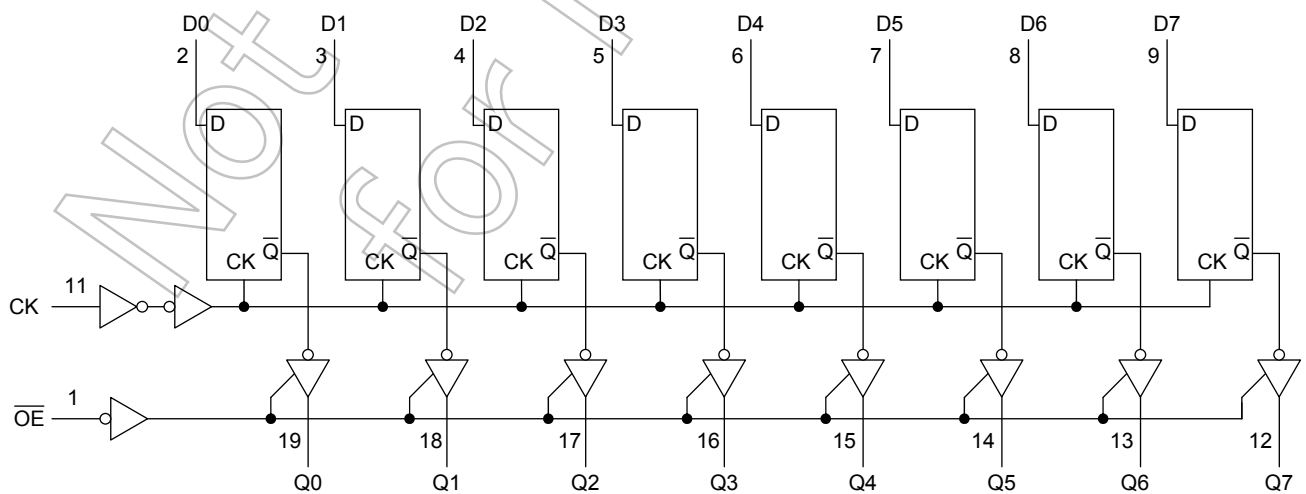 D0 D1 D2 D3 D4 D5 D6 D7
2 3 4 5 6 7 8 9
D D D D D D D D
Not for
Q̅ Q̅ Q̅ Q̅ Q̅ Q̅ Q̅ Q̅
CK CK CK CK CK CK CK CK
11
CK
1
O̅E̅
19 18 17 16 15 14 13 12
Q0 Q1 Q2 Q3 Q4 Q5 Q6 Q7